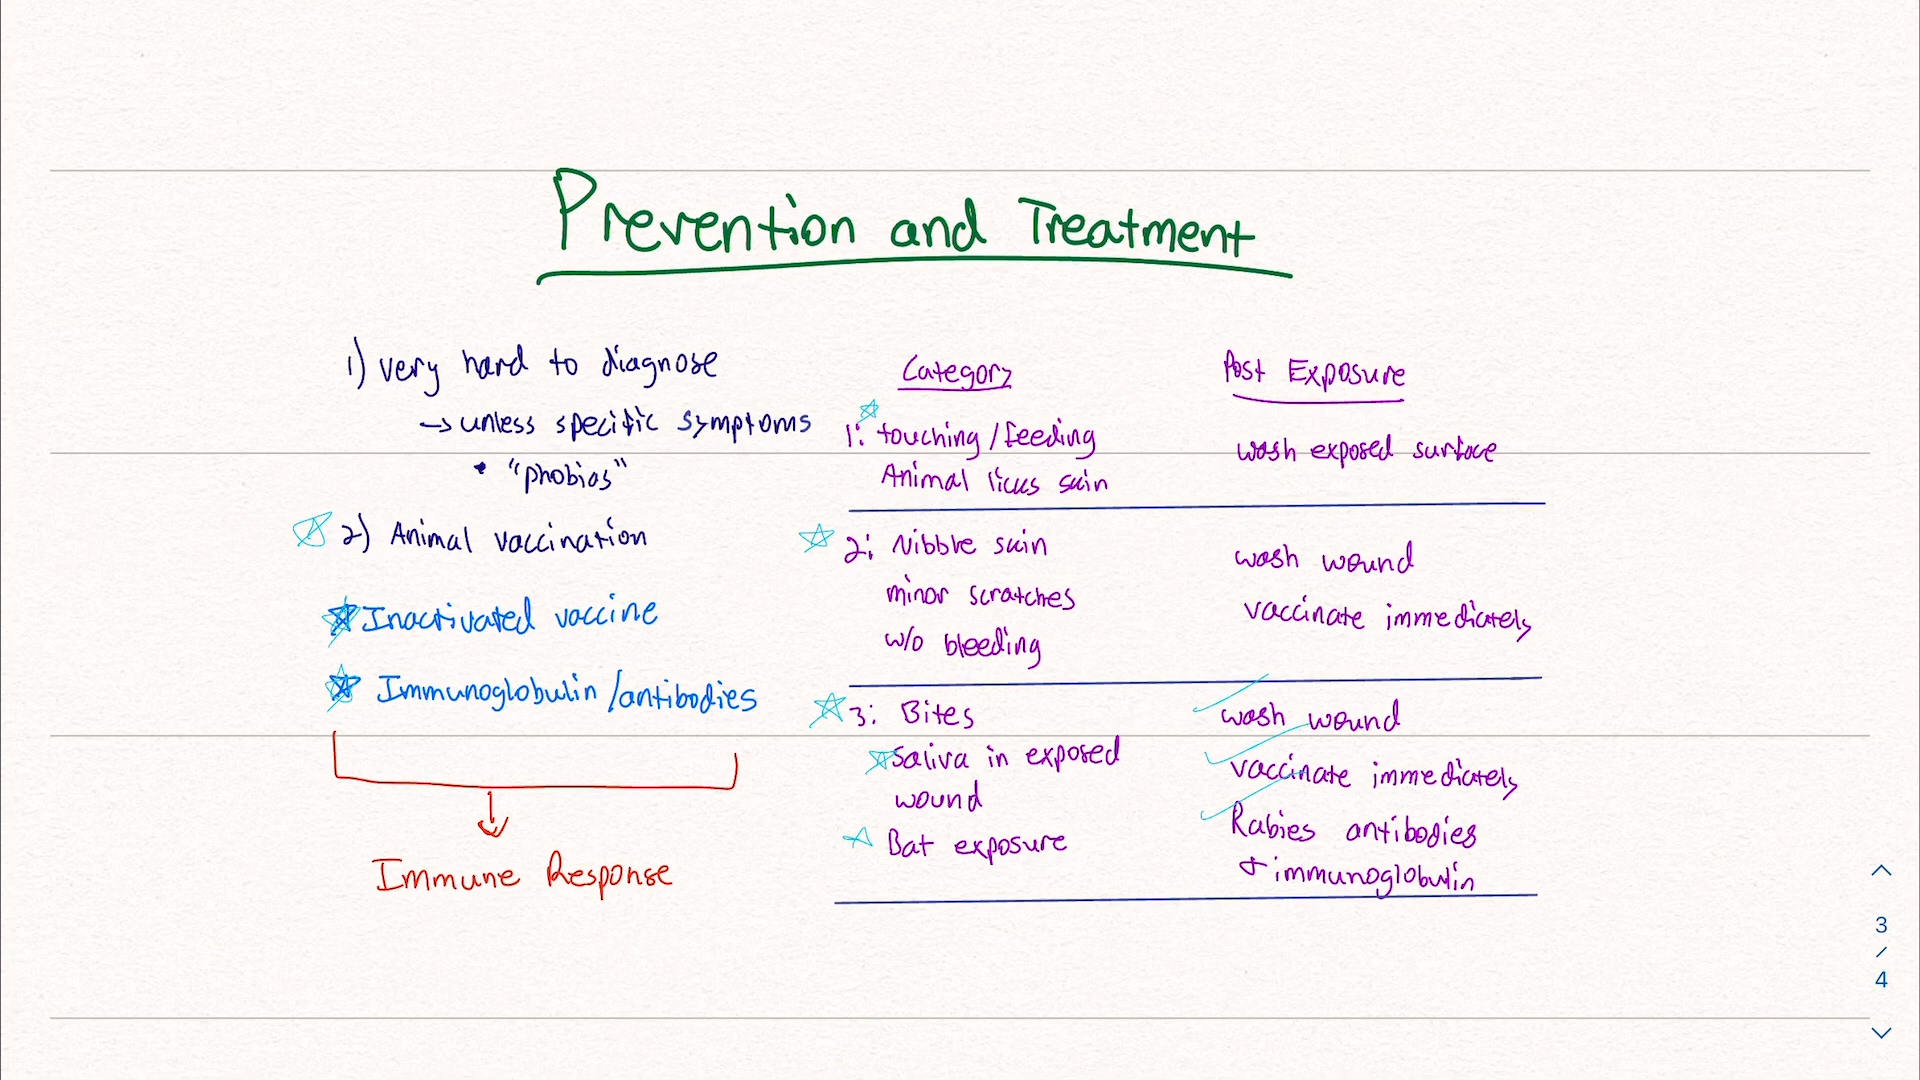 Prevention and Treatment
1) very hard to diagnose
→ unless specific symptoms
• "phobias"
2) Animal vaccination
Inactivated vaccine
Immunoglobulin/antibodies
Immune Response
Category
Post Exposure
1: touching/feeding
Animal licks skin
wash exposed surface
2: Nibble skin
minor scratches
w/o bleeding
wash wound
vaccinate immediately
3: Bites
saliva in exposed
wound
Bat exposure
wash wound
vaccinate immediately
Rabies antibodies
+ immunoglobulin
3
/
4